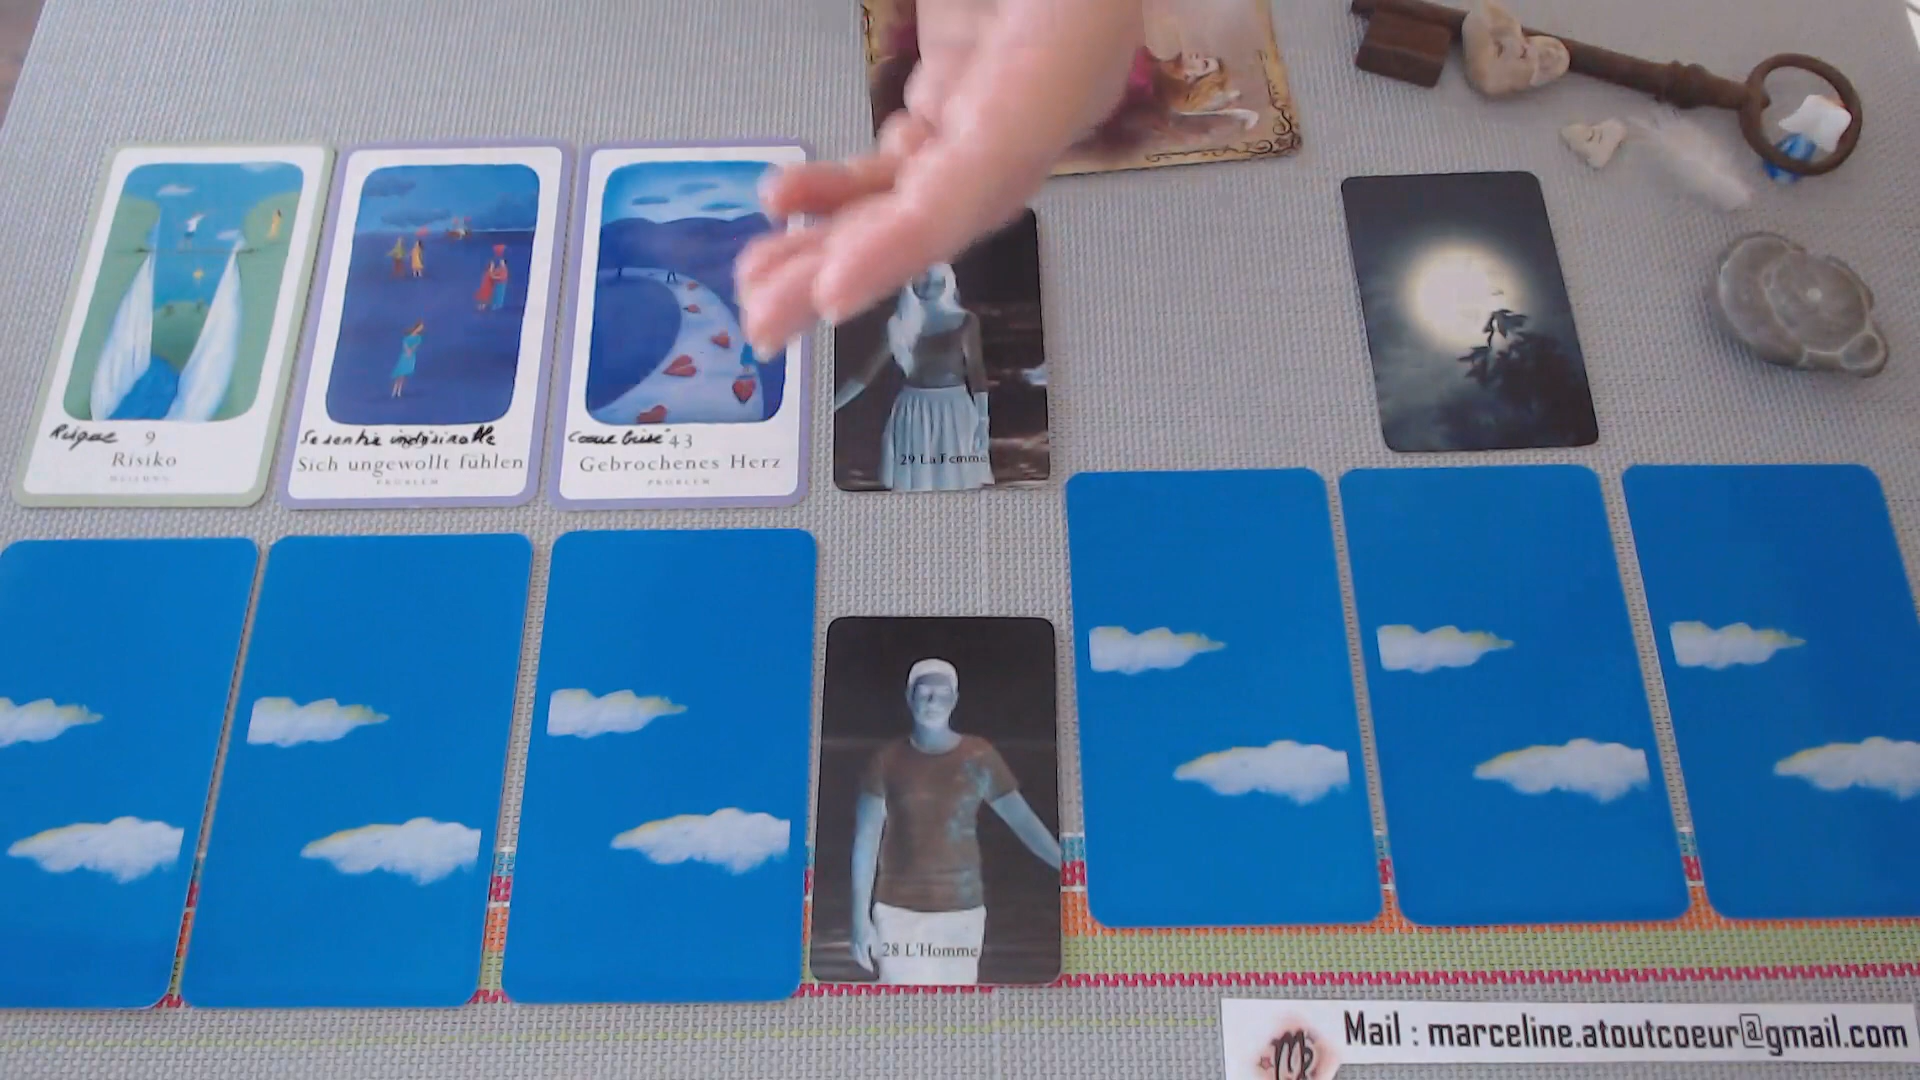 Risque 9
Risiko
Se sentir indésirable
Sich ungewollt fühlen
PROBLEM
Coeur brisé 43
Gebrochenes Herz
PROBLEM
29 La Femme
28 L'Homme
Mail : marceline.atoutcoeur@gmail.com